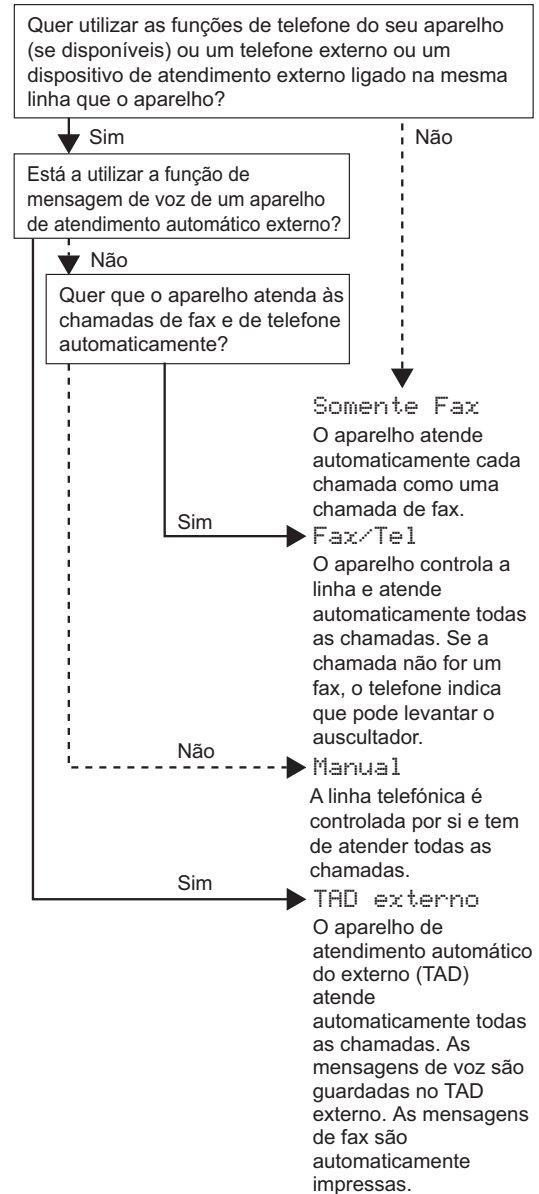 Quer utilizar as funções de telefone do seu aparelho
(se disponíveis) ou um telefone externo ou um
dispositivo de atendimento externo ligado na mesma
linha que o aparelho?
Sim
Não
Está a utilizar a função de
mensagem de voz de um aparelho
de atendimento automático externo?
Não
Quer que o aparelho atenda às
chamadas de fax e de telefone
automaticamente?
Somente Fax
O aparelho atende
automaticamente cada
chamada como uma
chamada de fax.
Sim
Fax/Tel
O aparelho controla a
linha e atende
automaticamente todas
as chamadas. Se a
chamada não for um
fax, o telefone indica
que pode levantar o
auscultador.
Não
Manual
A linha telefónica é
controlada por si e tem
de atender todas as
chamadas.
Sim
TAD externo
O aparelho de
atendimento automático
do externo (TAD)
atende
automaticamente todas
as chamadas. As
mensagens de voz são
guardadas no TAD
externo. As mensagens
de fax são
automaticamente
impressas.